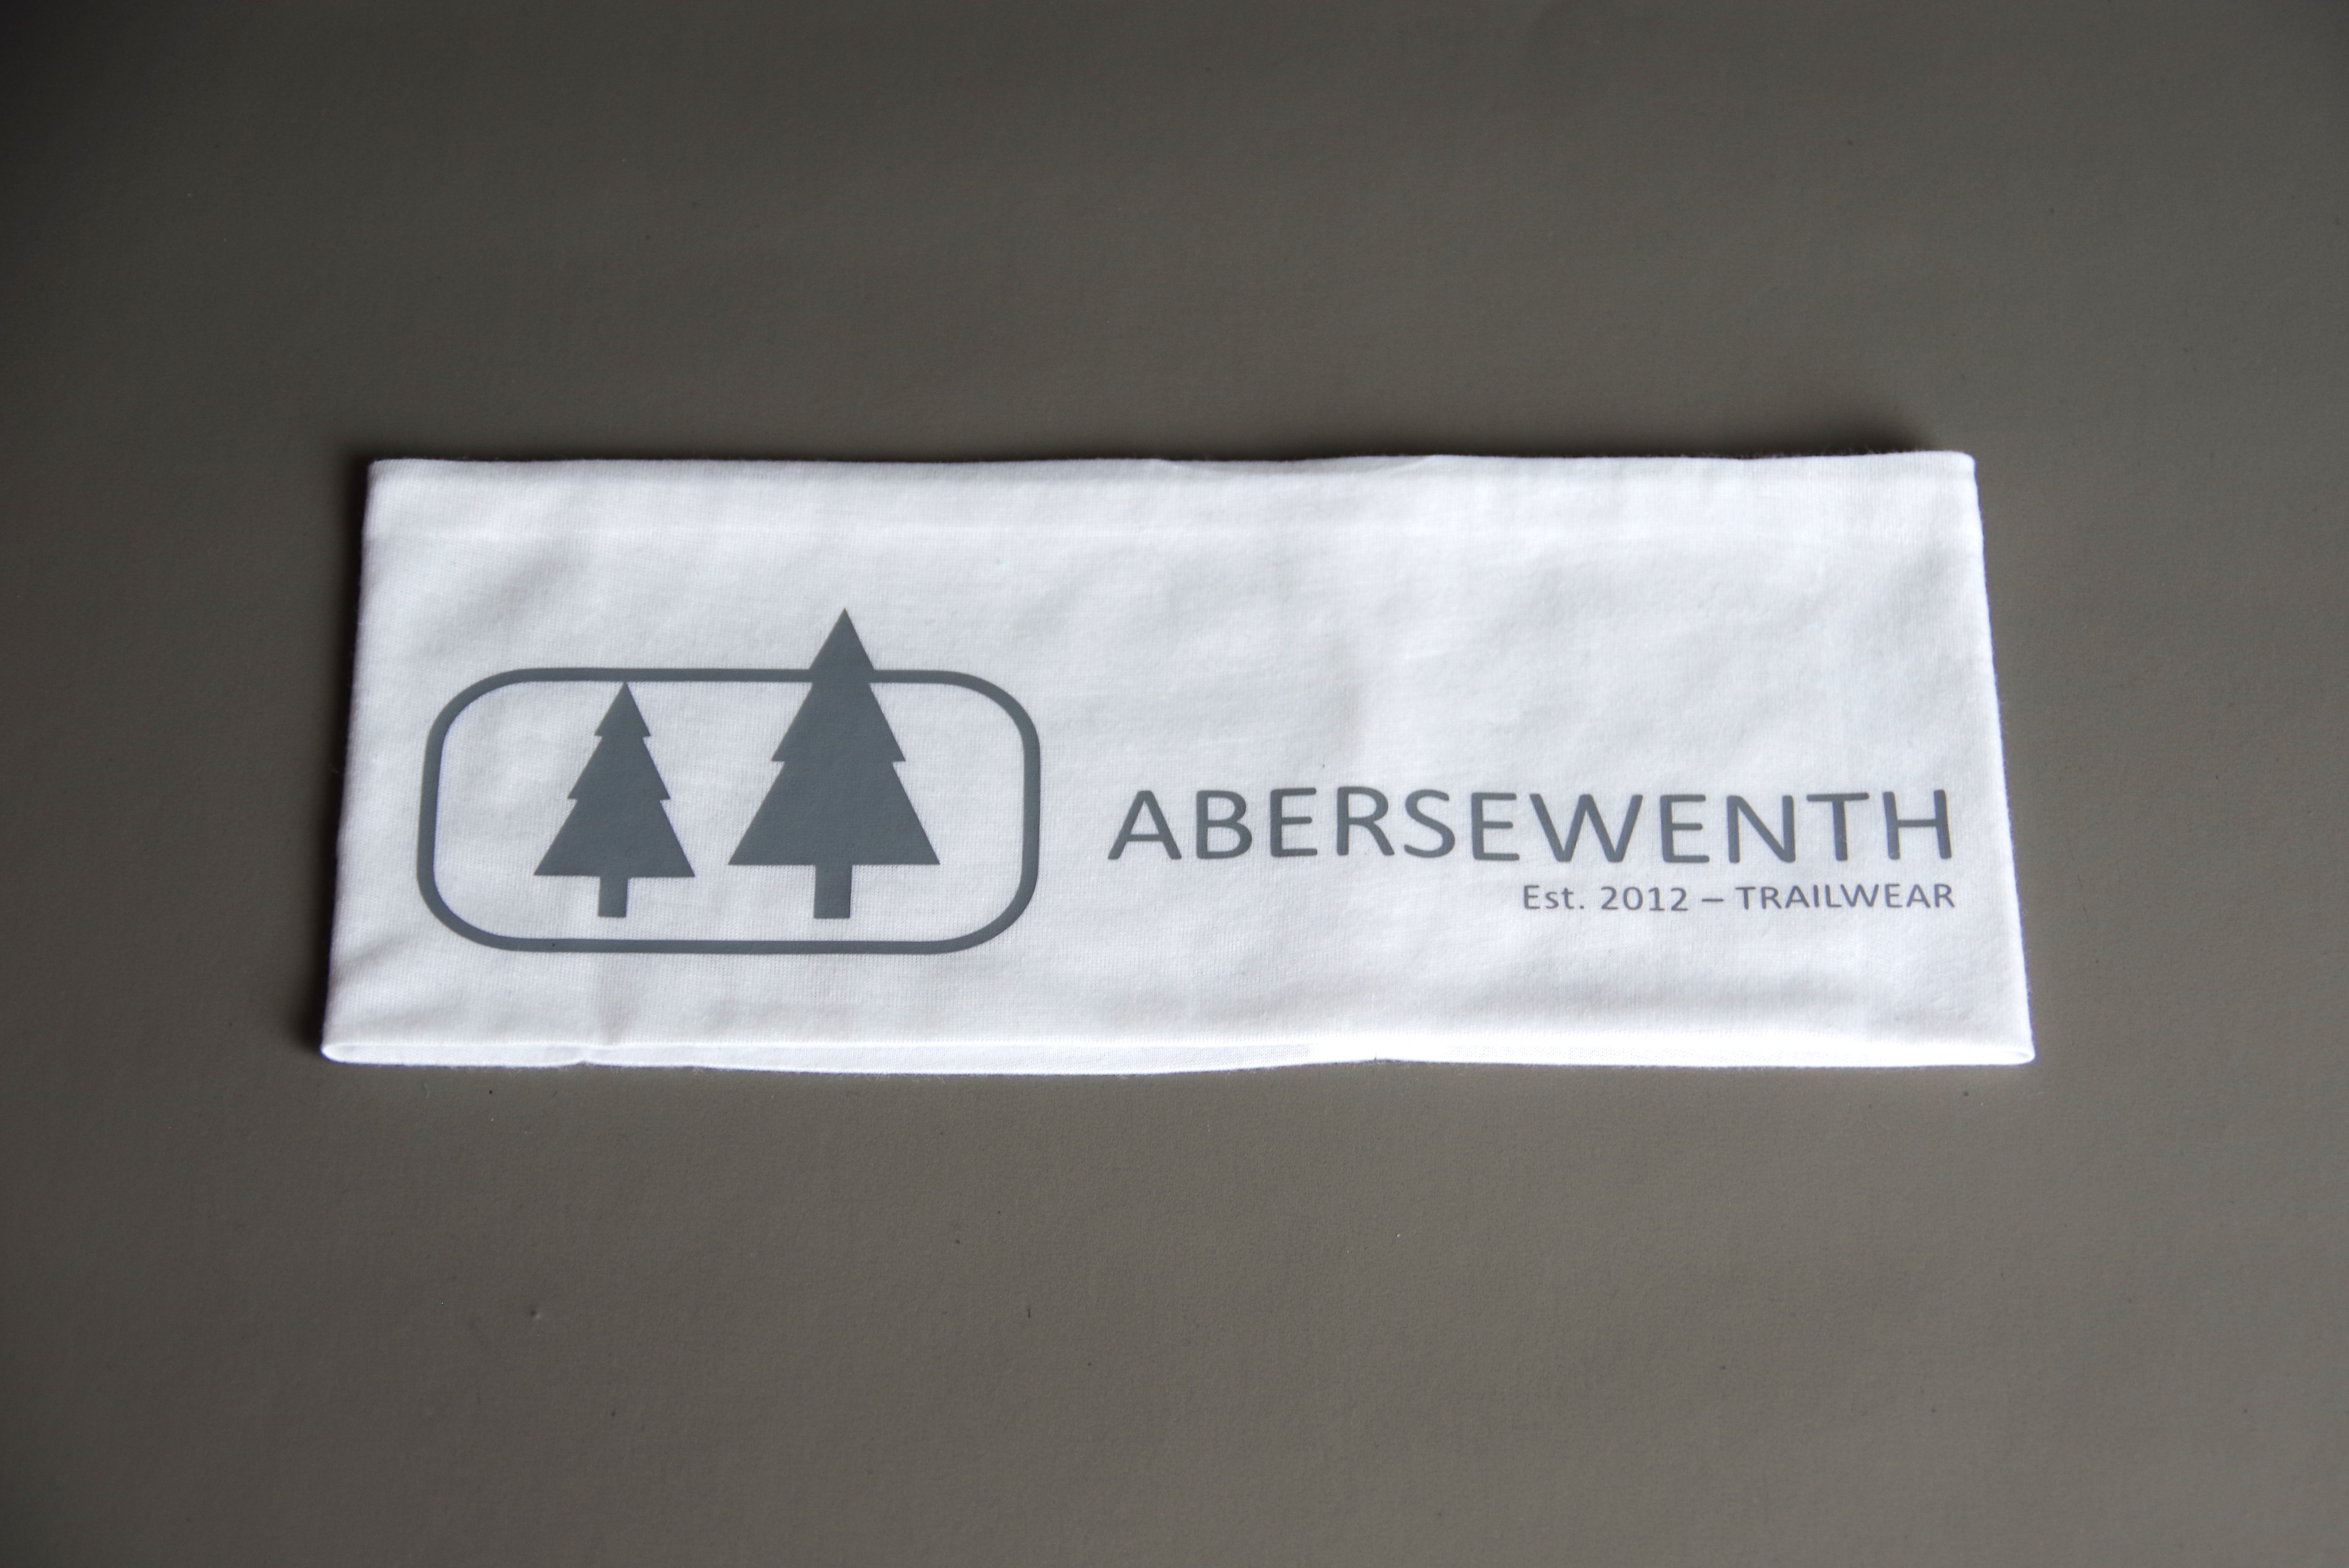 ABERSEWENTH
Est. 2012 – TRAILWEAR